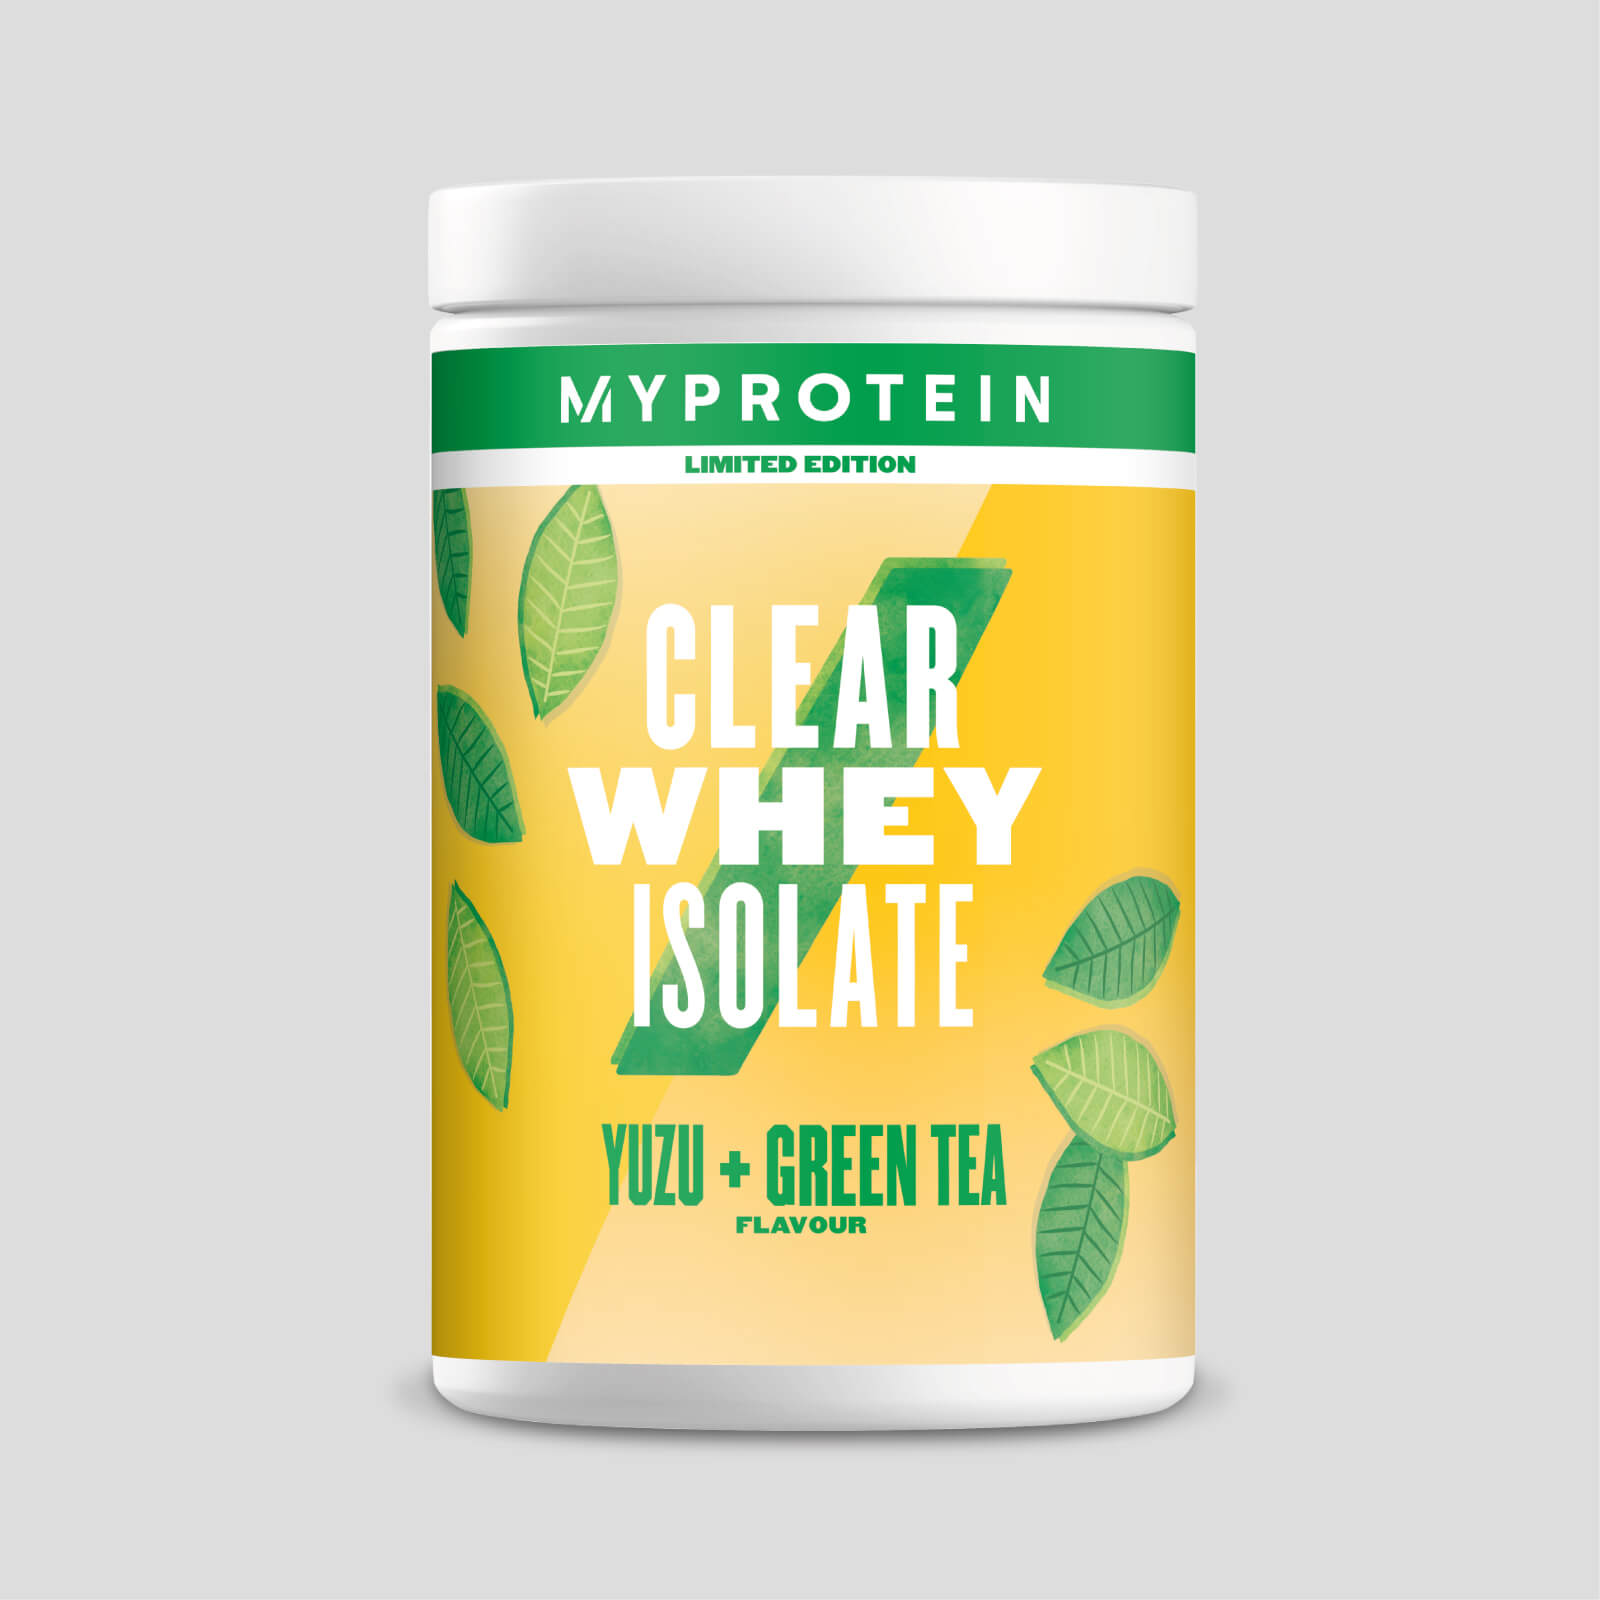 MYPROTEIN
LIMITED EDITION
CLEAR
WHEY
ISOLATE
YUZU + GREEN TEA
FLAVOUR